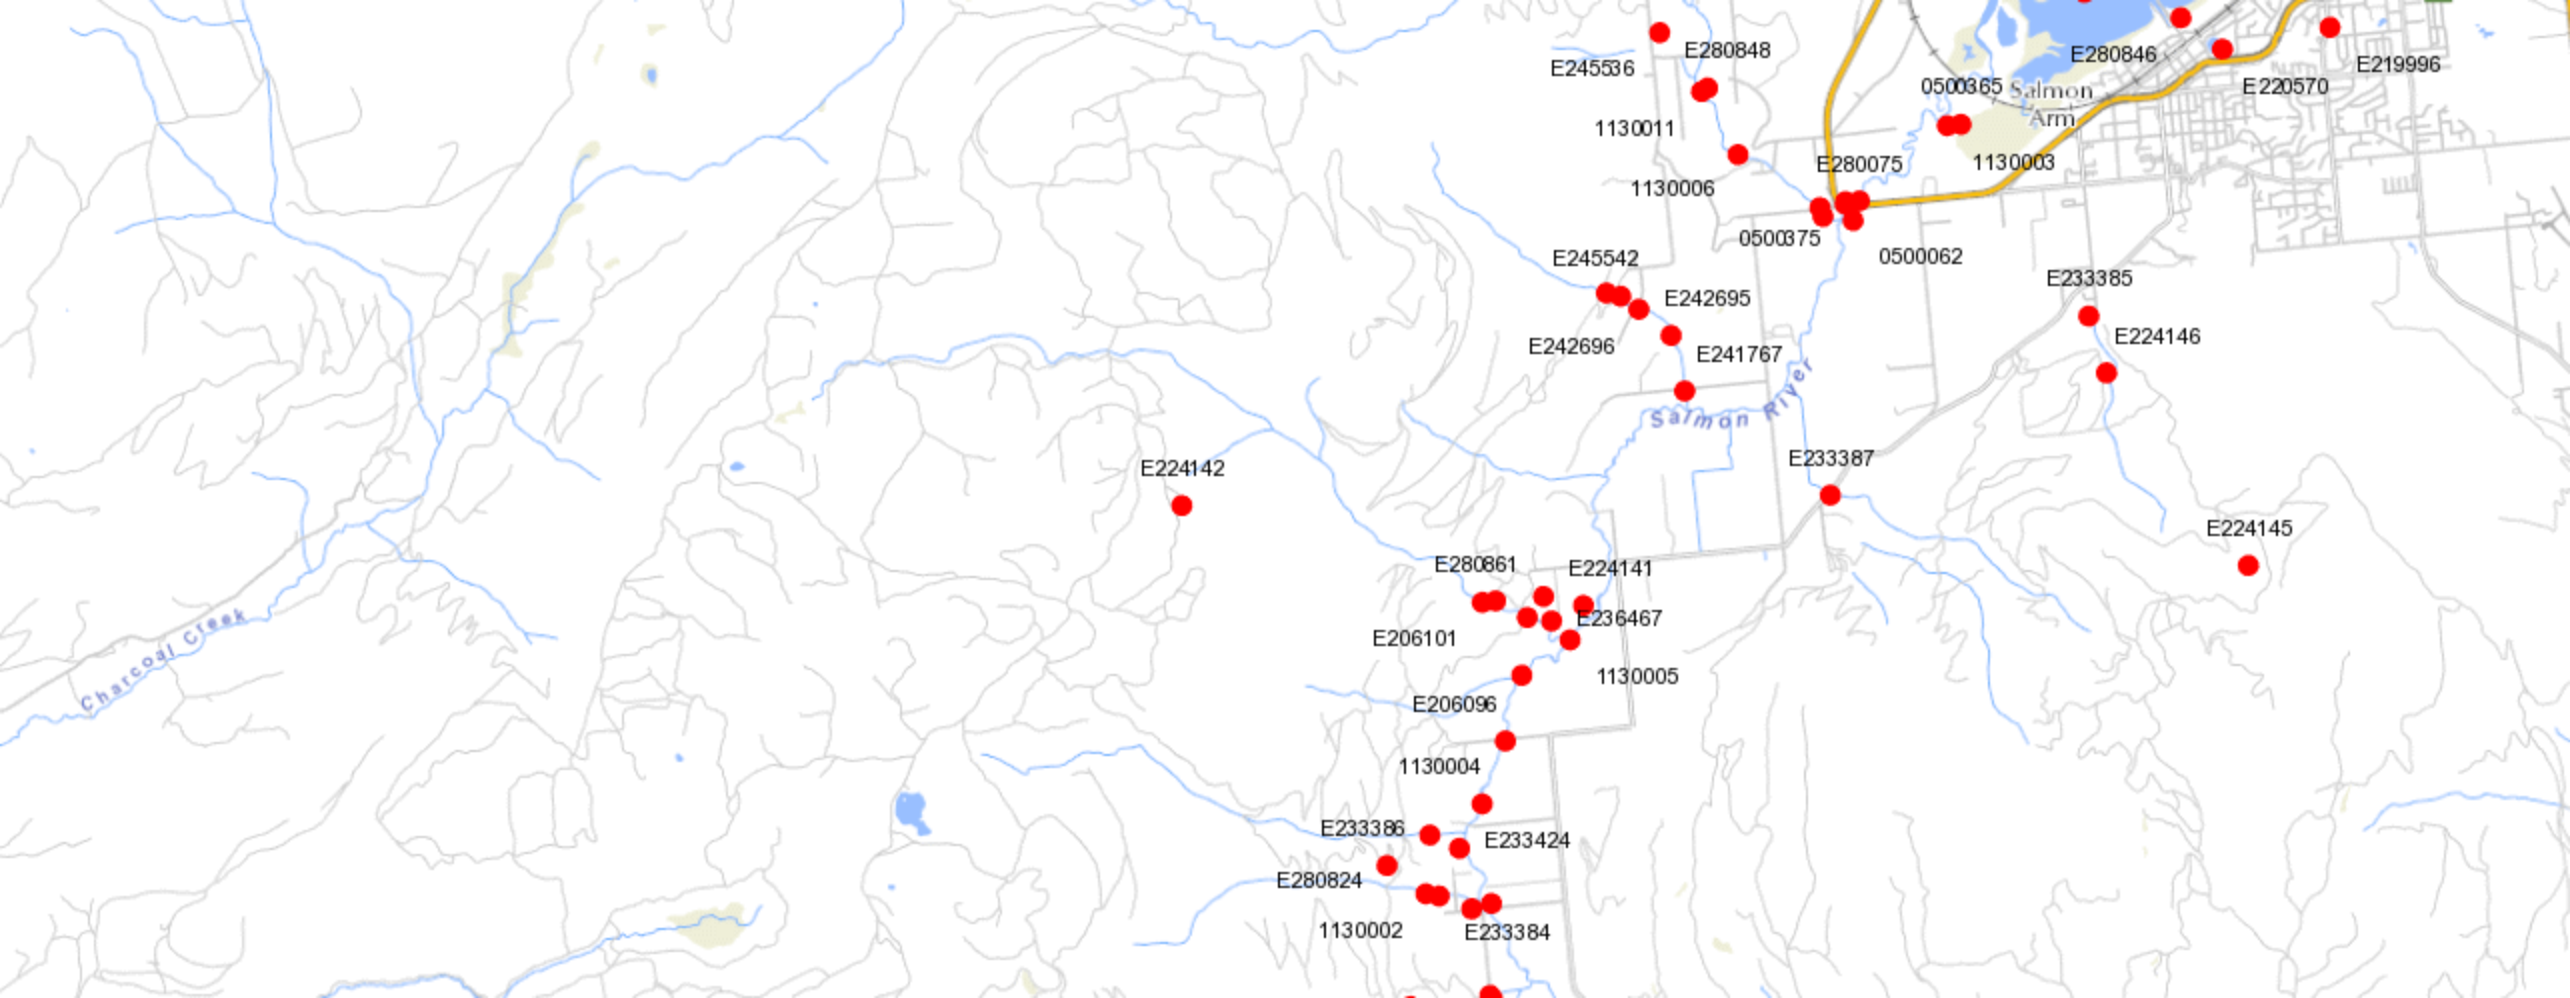 E280848
E245536
E280846
E219996
0500365
Salmon
Arm
E220570
1130011
E280075
1130003
1130006
0500375
0500062
E245542
E233385
E242695
E242696
E224146
E241767
Salmon River
E233387
E224142
E224145
E280861
E224141
E236467
E206101
Charcoal Creek
1130005
E206096
1130004
E233386
E233424
E280824
1130002
E233384